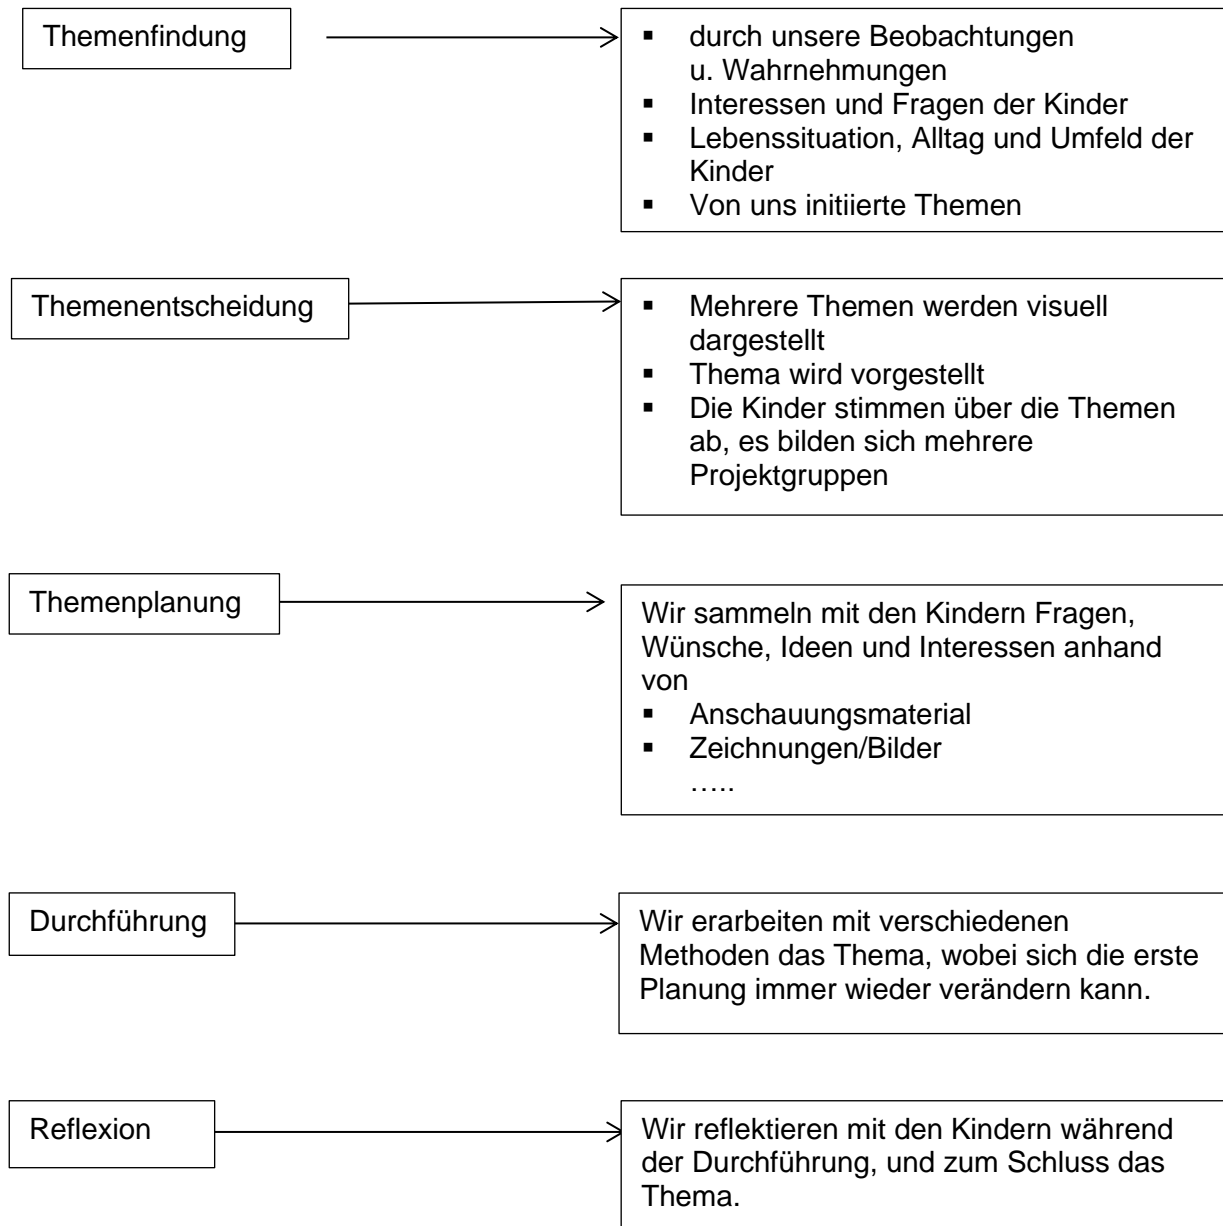 Themenfindung
▪ durch unsere Beobachtungen
u. Wahrnehmungen
▪ Interessen und Fragen der Kinder
▪ Lebenssituation, Alltag und Umfeld der
Kinder
▪ Von uns initiierte Themen
Themenentscheidung
▪ Mehrere Themen werden visuell
dargestellt
▪ Thema wird vorgestellt
▪ Die Kinder stimmen über die Themen
ab, es bilden sich mehrere
Projektgruppen
Themenplanung
Wir sammeln mit den Kindern Fragen,
Wünsche, Ideen und Interessen anhand
von
▪ Anschauungsmaterial
▪ Zeichnungen/Bilder
…..
Durchführung
Wir erarbeiten mit verschiedenen
Methoden das Thema, wobei sich die erste
Planung immer wieder verändern kann.
Reflexion
Wir reflektieren mit den Kindern während
der Durchführung, und zum Schluss das
Thema.